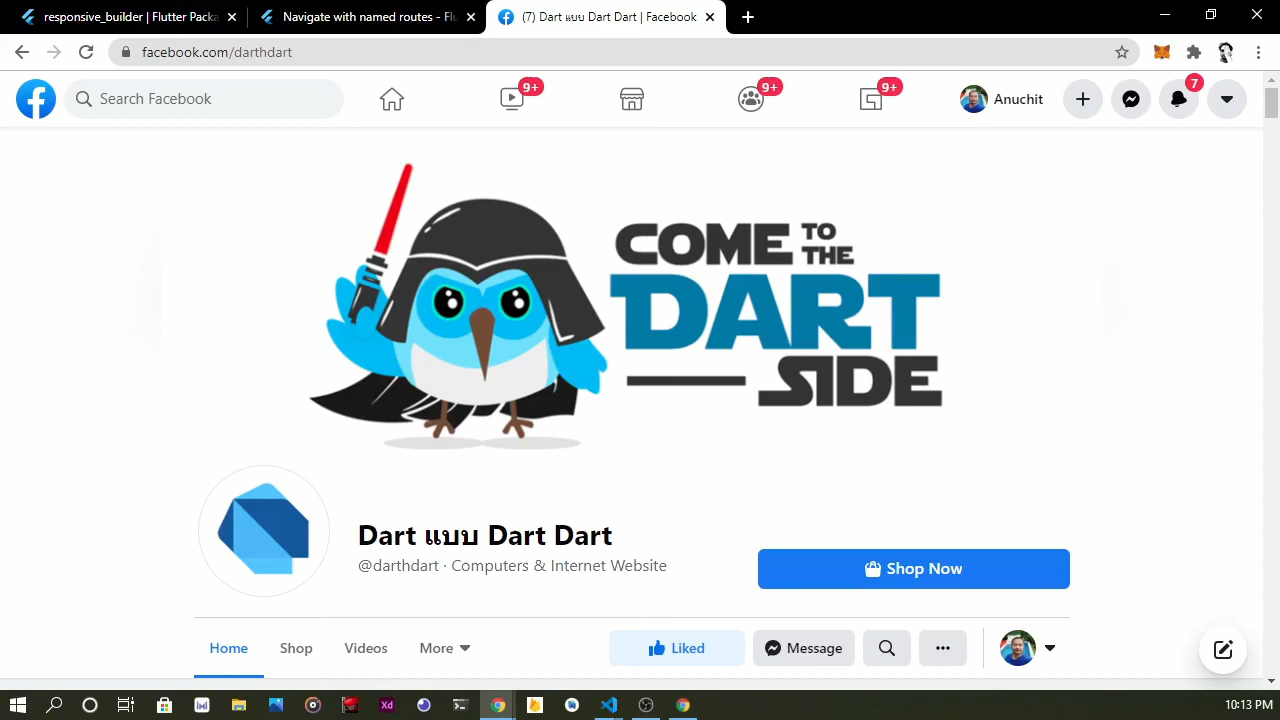 responsive_builder | Flutter Packa
Navigate with named routes - Flu
(7) Dart แบบ Dart Dart | Facebook
facebook.com/darthdart
Search Facebook
9+
9+
9+
Anuchit
7
COME TO THE
DART
SIDE
Dart แบบ Dart Dart
@darthdart · Computers & Internet Website
Shop Now
Home
Shop
Videos
More
Liked
Message
Xd
10:13 PM